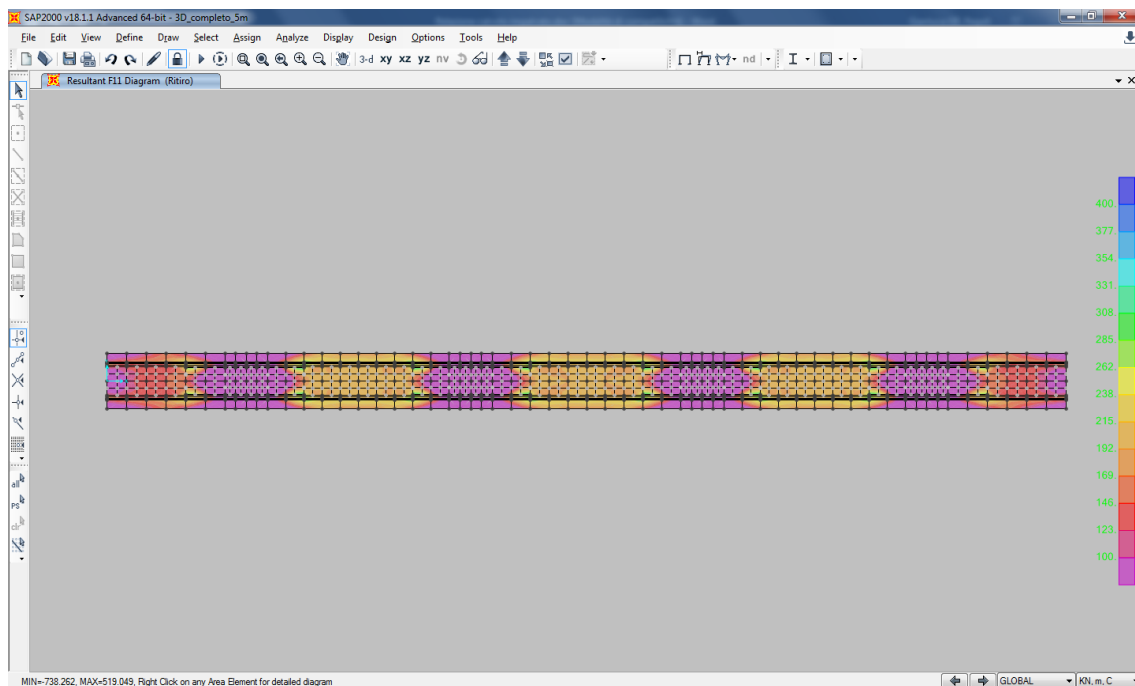 SAP2000 v18.1.1 Advanced 64-bit - 3D_completo_5m
File Edit View Define Draw Select Assign Analyze Display Design Options Tools Help
3-d xy xz yz nv nd
Resultant F11 Diagram (Ritiro)
400.
377.
354.
331.
308.
285.
262.
238.
215.
192.
169.
146.
123.
100.
all
PS
clr
MIN=-738.262, MAX=519.049, Right Click on any Area Element for detailed diagram
GLOBAL
KN, m, C